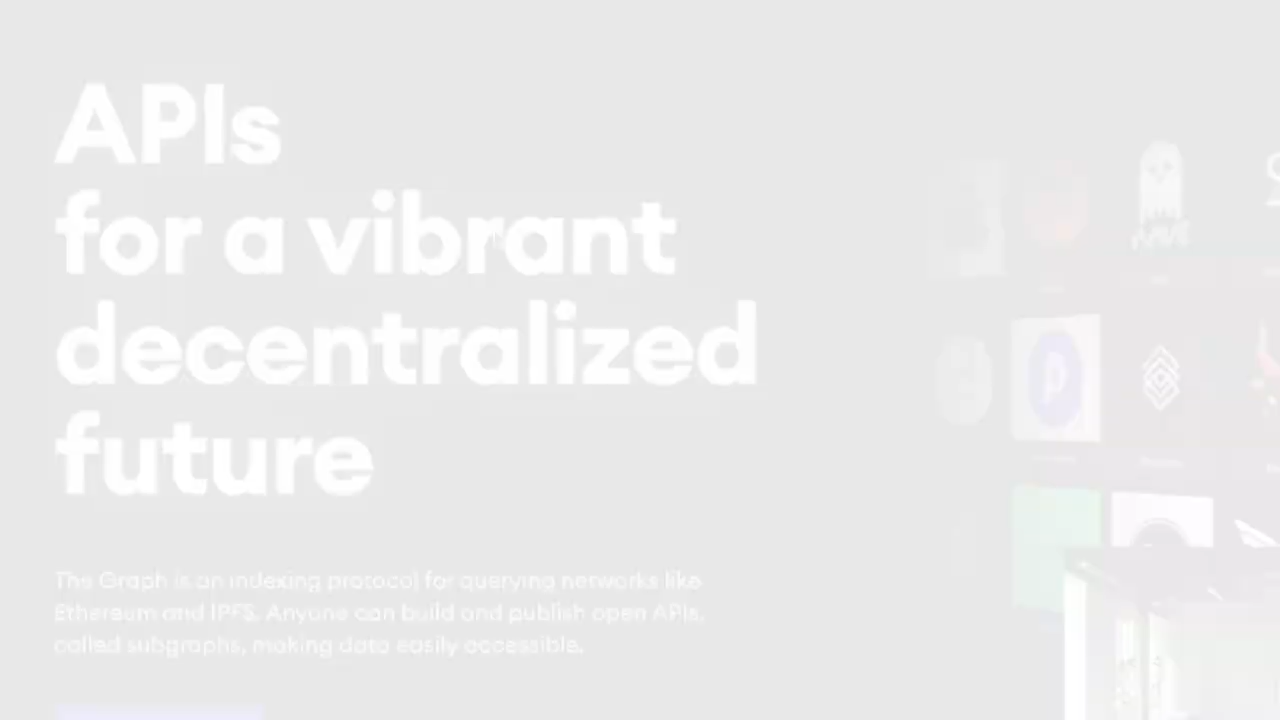 APIs
for a vibrant
decentralized
future
The Graph is an indexing protocol for querying networks like
Ethereum and IPFS. Anyone can build and publish open APIs,
called subgraphs, making data easily accessible.